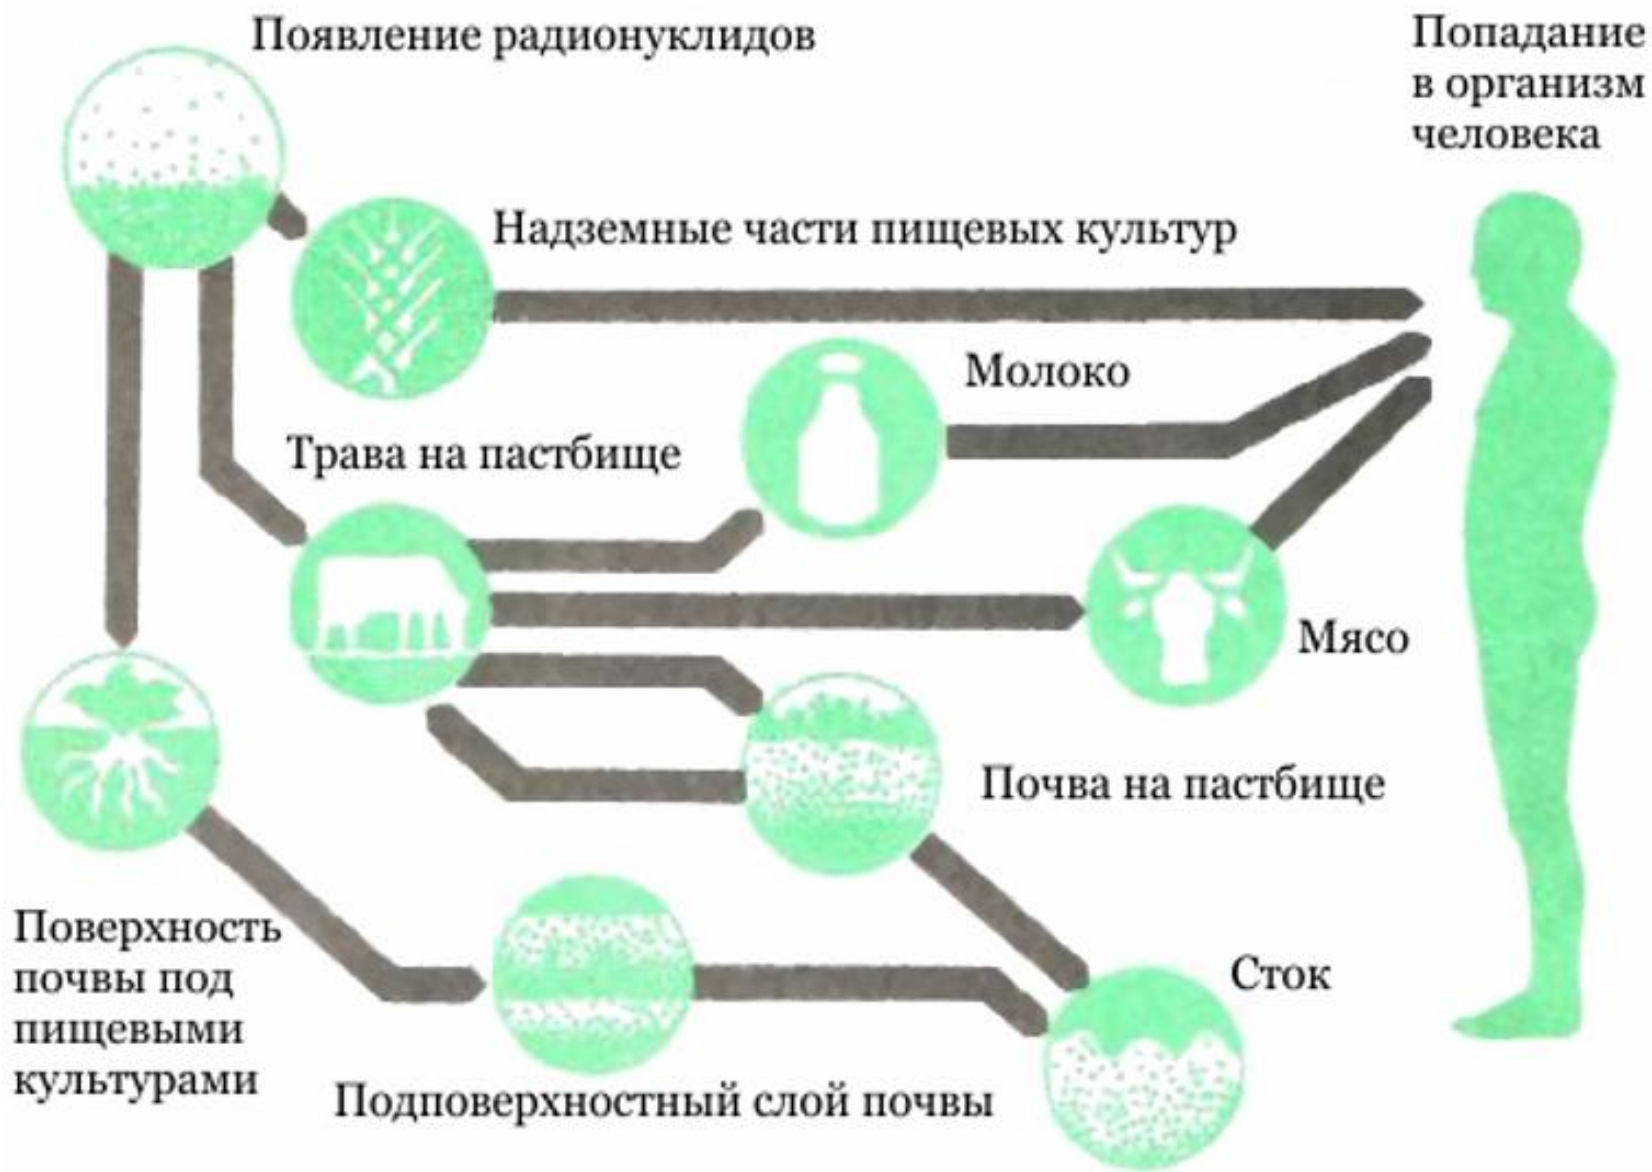 Появление радионуклидов
Попадание
в организм
человека
Надземные части пищевых культур
Молоко
Трава на пастбище
Мясо
Почва на пастбище
Поверхность
почвы под
пищевыми
культурами
Сток
Подповерхностный слой почвы